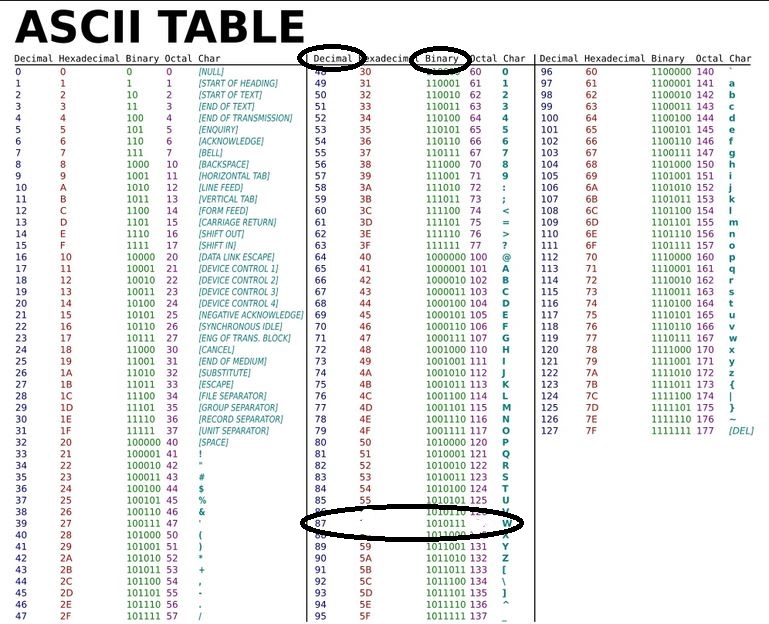 ASCII TABLE
Decimal Hexadecimal Binary Octal Char
0 0 0 0 [NULL]
1 1 1 1 [START OF HEADING]
2 2 10 2 [START OF TEXT]
3 3 11 3 [END OF TEXT]
4 4 100 4 [END OF TRANSMISSION]
5 5 101 5 [ENQUIRY]
6 6 110 6 [ACKNOWLEDGE]
7 7 111 7 [BELL]
8 8 1000 10 [BACKSPACE]
9 9 1001 11 [HORIZONTAL TAB]
10 A 1010 12 [LINE FEED]
11 B 1011 13 [VERTICAL TAB]
12 C 1100 14 [FORM FEED]
13 D 1101 15 [CARRIAGE RETURN]
14 E 1110 16 [SHIFT OUT]
15 F 1111 17 [SHIFT IN]
16 10 10000 20 [DATA LINK ESCAPE]
17 11 10001 21 [DEVICE CONTROL 1]
18 12 10010 22 [DEVICE CONTROL 2]
19 13 10011 23 [DEVICE CONTROL 3]
20 14 10100 24 [DEVICE CONTROL 4]
21 15 10101 25 [NEGATIVE ACKNOWLEDGE]
22 16 10110 26 [SYNCHRONOUS IDLE]
23 17 10111 27 [ENG OF TRANS. BLOCK]
24 18 11000 30 [CANCEL]
25 19 11001 31 [END OF MEDIUM]
26 1A 11010 32 [SUBSTITUTE]
27 1B 11011 33 [ESCAPE]
28 1C 11100 34 [FILE SEPARATOR]
29 1D 11101 35 [GROUP SEPARATOR]
30 1E 11110 36 [RECORD SEPARATOR]
31 1F 11111 37 [UNIT SEPARATOR]
32 20 100000 40 [SPACE]
33 21 100001 41 !
34 22 100010 42 "
35 23 100011 43 #
36 24 100100 44 $
37 25 100101 45 %
38 26 100110 46 &
39 27 100111 47 '
40 28 101000 50 (
41 29 101001 51 )
42 2A 101010 52 *
43 2B 101011 53 +
44 2C 101100 54 ,
45 2D 101101 55 -
46 2E 101110 56 .
47 2F 101111 57 /
Decimal Hexadecimal Binary Octal Char
48 30 110000 60 0
49 31 110001 61 1
50 32 110010 62 2
51 33 110011 63 3
52 34 110100 64 4
53 35 110101 65 5
54 36 110110 66 6
55 37 110111 67 7
56 38 111000 70 8
57 39 111001 71 9
58 3A 111010 72 :
59 3B 111011 73 ;
60 3C 111100 74 <
61 3D 111101 75 =
62 3E 111110 76 >
63 3F 111111 77 ?
64 40 1000000 100 @
65 41 1000001 101 A
66 42 1000010 102 B
67 43 1000011 103 C
68 44 1000100 104 D
69 45 1000101 105 E
70 46 1000110 106 F
71 47 1000111 107 G
72 48 1001000 110 H
73 49 1001001 111 I
74 4A 1001010 112 J
75 4B 1001011 113 K
76 4C 1001100 114 L
77 4D 1001101 115 M
78 4E 1001110 116 N
79 4F 1001111 117 O
80 50 1010000 120 P
81 51 1010001 121 Q
82 52 1010010 122 R
83 53 1010011 123 S
84 54 1010100 124 T
85 55 1010101 125 U
86 1010110 V
87 1010111 W
1011000 X
89 59 1011001 131 Y
90 5A 1011010 132 Z
91 5B 1011011 133 [
92 5C 1011100 134 \
93 5D 1011101 135 ]
94 5E 1011110 136 ^
95 5F 1011111 137 _
Decimal Hexadecimal Binary Octal Char
96 60 1100000 140 `
97 61 1100001 141 a
98 62 1100010 142 b
99 63 1100011 143 c
100 64 1100100 144 d
101 65 1100101 145 e
102 66 1100110 146 f
103 67 1100111 147 g
104 68 1101000 150 h
105 69 1101001 151 i
106 6A 1101010 152 j
107 6B 1101011 153 k
108 6C 1101100 154 l
109 6D 1101101 155 m
110 6E 1101110 156 n
111 6F 1101111 157 o
112 70 1110000 160 p
113 71 1110001 161 q
114 72 1110010 162 r
115 73 1110011 163 s
116 74 1110100 164 t
117 75 1110101 165 u
118 76 1110110 166 v
119 77 1110111 167 w
120 78 1111000 170 x
121 79 1111001 171 y
122 7A 1111010 172 z
123 7B 1111011 173 {
124 7C 1111100 174 |
125 7D 1111101 175 }
126 7E 1111110 176 ~
127 7F 1111111 177 [DEL]